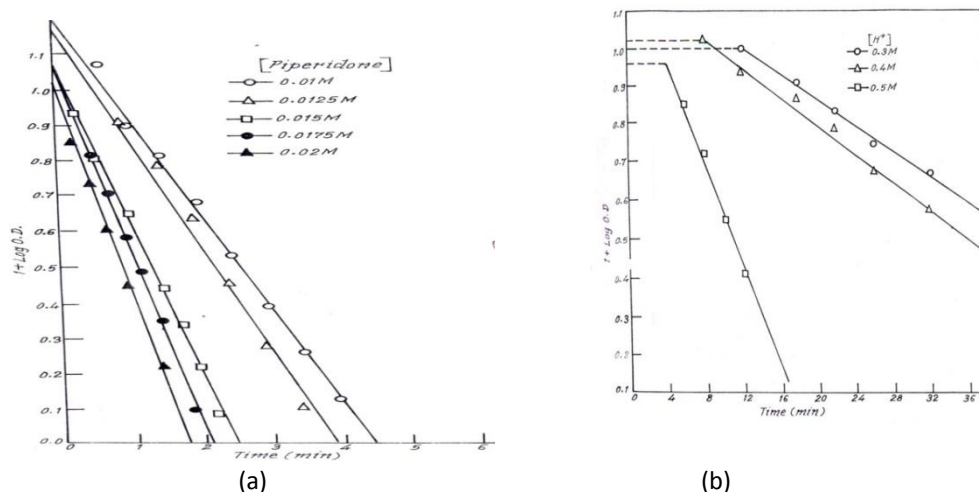 [Piperidone]
0.01M
0.0125M
0.015M
0.0175M
0.02M
1.1
1.0
0.9
0.8
0.7
0.6
0.5
0.4
0.3
0.2
0.1
0.0
1+Log O.D.
0 1 2 3 4 5 6
Time (min)
(a)
[H+]
0.3M
0.4M
0.5M
1.1
1.0
0.9
0.8
0.7
0.6
0.5
0.4
0.3
0.2
0.1
1+ Log O.D
0 4 8 12 16 20 24 28 32 36
Time (min)
(b)